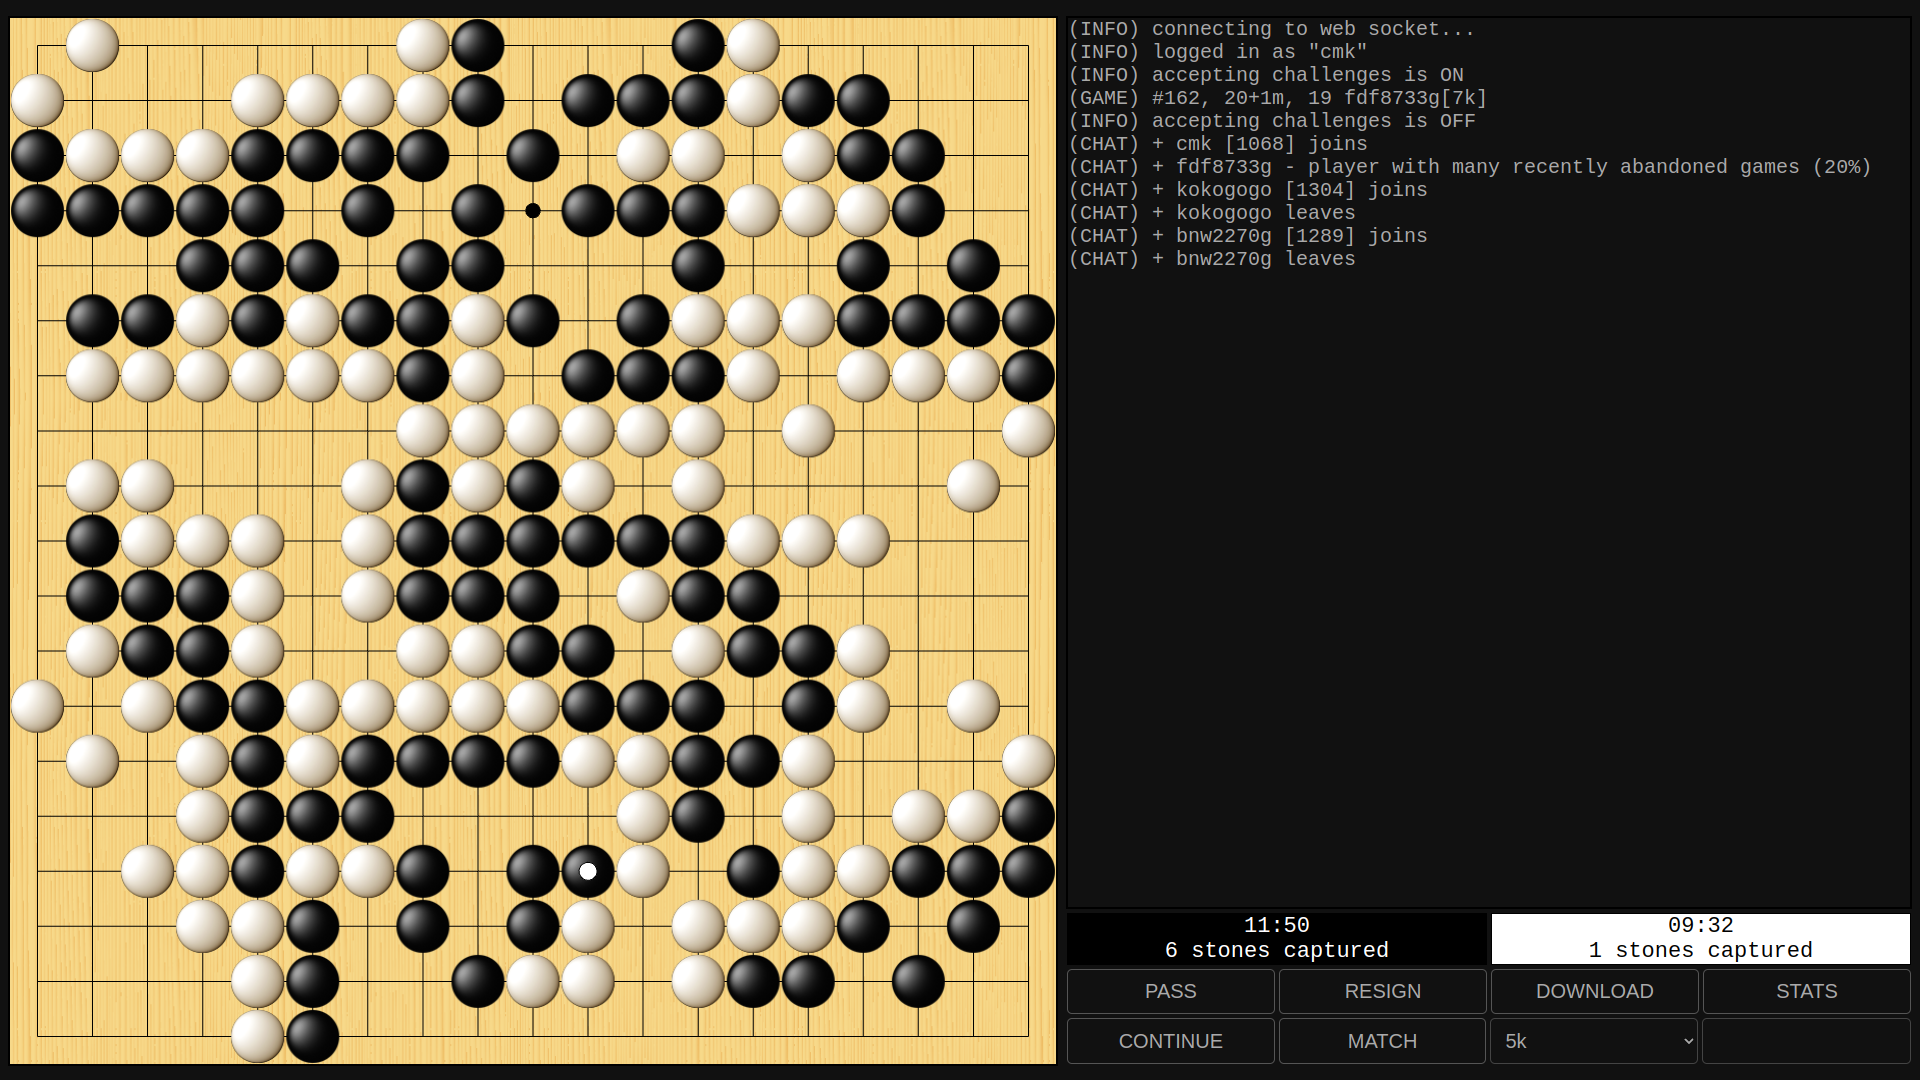 (INFO) connecting to web socket...
(INFO) logged in as "cmk"
(INFO) accepting challenges is ON
(GAME) #162, 20+1m, 19 fdf8733g[7k]
(INFO) accepting challenges is OFF
(CHAT) + cmk [1068] joins
(CHAT) + fdf8733g - player with many recently abandoned games (20%)
(CHAT) + kokogogo [1304] joins
(CHAT) + kokogogo leaves
(CHAT) + bnw2270g [1289] joins
(CHAT) + bnw2270g leaves
11:50
6 stones captured
09:32
1 stones captured
PASS
RESIGN
DOWNLOAD
STATS
CONTINUE
MATCH
5k